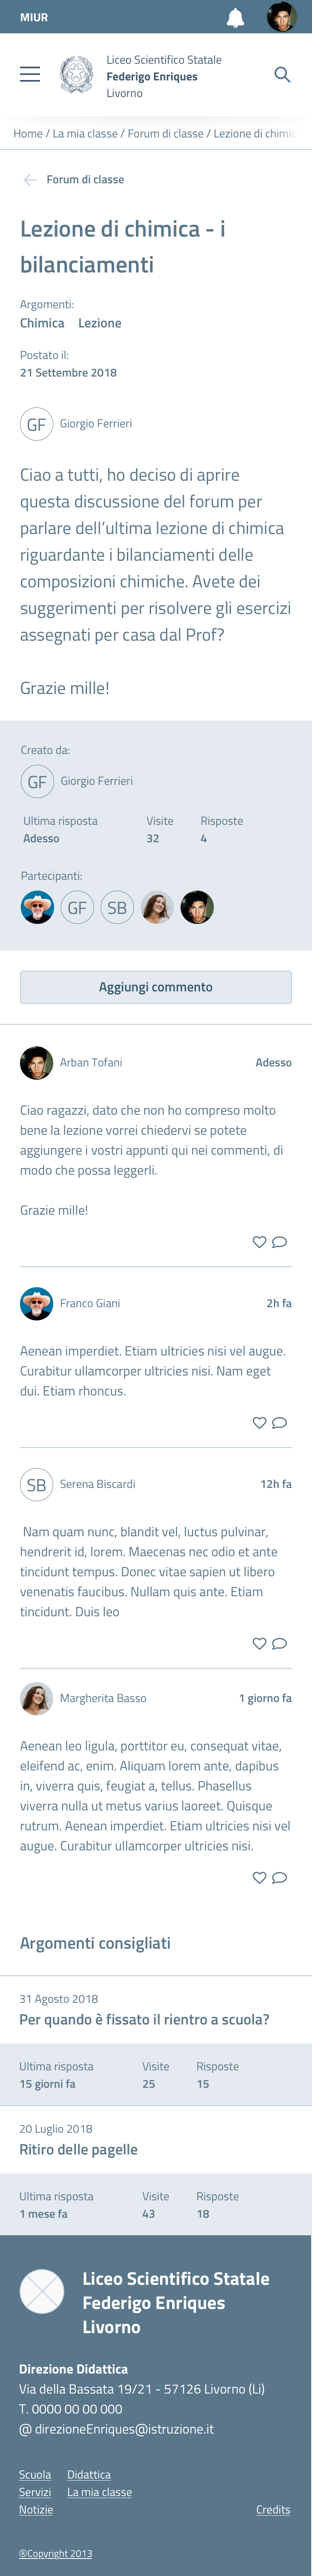 MIUR
Liceo Scientifico Statale
Federigo Enriques
Livorno
Home / La mia classe / Forum di classe / Lezione di chimic
Forum di classe
Lezione di chimica - i
bilanciamenti
Argomenti:
Chimica Lezione
Postato il:
21 Settembre 2018
GF Giorgio Ferrieri
Ciao a tutti, ho deciso di aprire
questa discussione del forum per
parlare dell’ultima lezione di chimica
riguardante i bilanciamenti delle
composizioni chimiche. Avete dei
suggerimenti per risolvere gli esercizi
assegnati per casa dal Prof?
Grazie mille!
Creato da:
GF Giorgio Ferrieri
Ultima risposta Visite Risposte
Adesso 32 4
Partecipanti:
GF SB
Aggiungi commento
Arban Tofani Adesso
Ciao ragazzi, dato che non ho compreso molto
bene la lezione vorrei chiedervi se potete
aggiungere i vostri appunti qui nei commenti, di
modo che possa leggerli.
Grazie mille!
Franco Giani 2h fa
Aenean imperdiet. Etiam ultricies nisi vel augue.
Curabitur ullamcorper ultricies nisi. Nam eget
dui. Etiam rhoncus.
SB Serena Biscardi 12h fa
Nam quam nunc, blandit vel, luctus pulvinar,
hendrerit id, lorem. Maecenas nec odio et ante
tincidunt tempus. Donec vitae sapien ut libero
venenatis faucibus. Nullam quis ante. Etiam
tincidunt. Duis leo
Margherita Basso 1 giorno fa
Aenean leo ligula, porttitor eu, consequat vitae,
eleifend ac, enim. Aliquam lorem ante, dapibus
in, viverra quis, feugiat a, tellus. Phasellus
viverra nulla ut metus varius laoreet. Quisque
rutrum. Aenean imperdiet. Etiam ultricies nisi vel
augue. Curabitur ullamcorper ultricies nisi.
Argomenti consigliati
31 Agosto 2018
Per quando è fissato il rientro a scuola?
Ultima risposta Visite Risposte
15 giorni fa 25 15
20 Luglio 2018
Ritiro delle pagelle
Ultima risposta Visite Risposte
1 mese fa 43 18
Liceo Scientifico Statale
Federigo Enriques
Livorno
Direzione Didattica
Via della Bassata 19/21 - 57126 Livorno (Li)
T. 0000 00 00 000
@ direzioneEnriques@istruzione.it
Scuola Didattica
Servizi La mia classe
Notizie Credits
®Copyright 2013